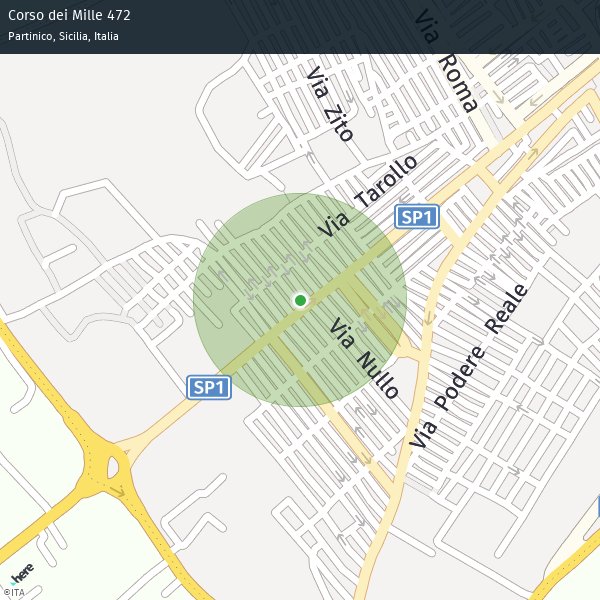 Corso dei Mille 472
Partinico, Sicilia, Italia
Via Roma
Via Zito
Via Tarollo
SP1
Via Podere Reale
Via Nullo
SP1
here
©ITA